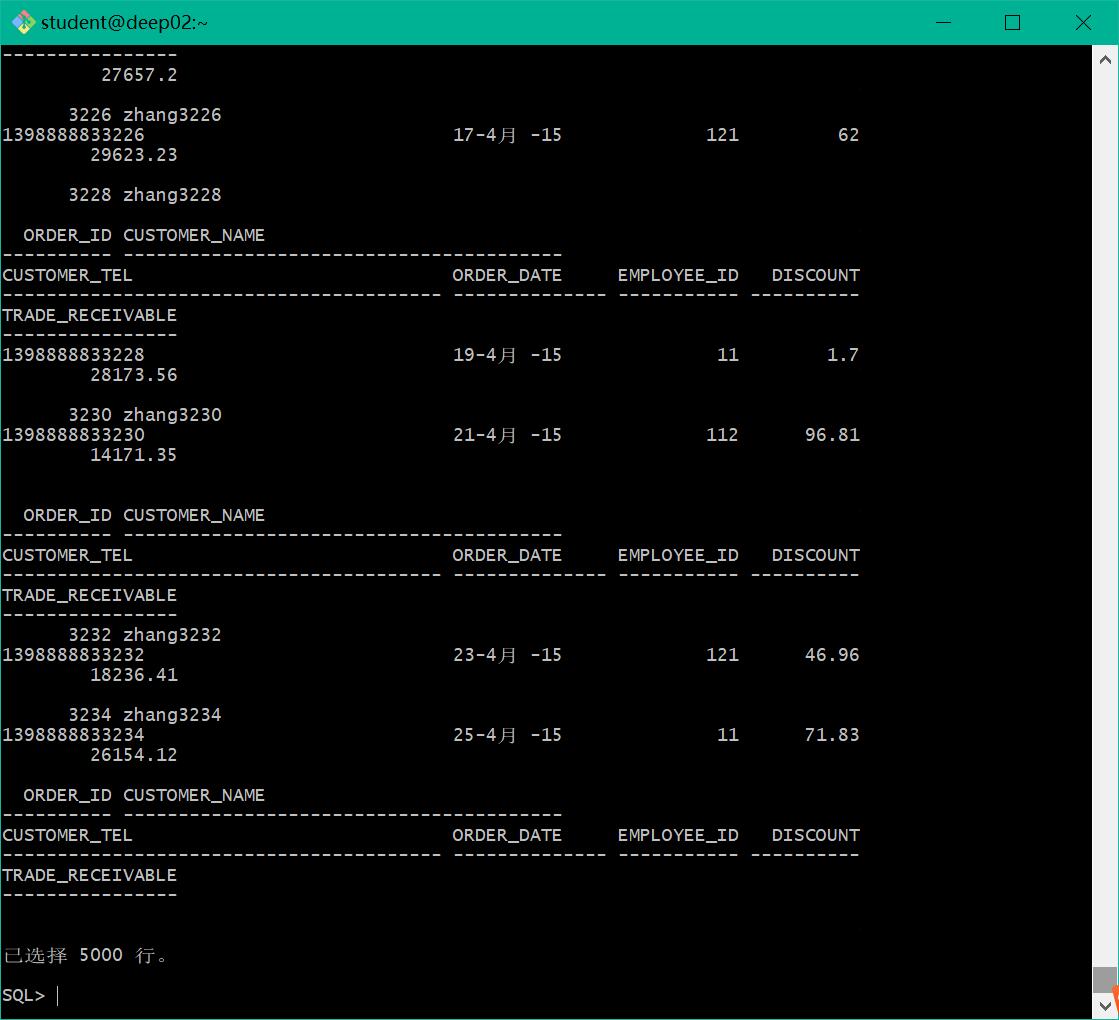 student@deep02:~
----------------
         27657.2

      3226 zhang3226
1398888833226                            17-4月 -15             121         62
        29623.23

      3228 zhang3228

  ORDER_ID CUSTOMER_NAME
---------- ----------------------------------------
CUSTOMER_TEL                             ORDER_DATE     EMPLOYEE_ID   DISCOUNT
---------------------------------------- -------------- ----------- ----------
TRADE_RECEIVABLE
----------------
1398888833228                            19-4月 -15              11        1.7
        28173.56

      3230 zhang3230
1398888833230                            21-4月 -15             112      96.81
        14171.35

  ORDER_ID CUSTOMER_NAME
---------- ----------------------------------------
CUSTOMER_TEL                             ORDER_DATE     EMPLOYEE_ID   DISCOUNT
---------------------------------------- -------------- ----------- ----------
TRADE_RECEIVABLE
----------------
      3232 zhang3232
1398888833232                            23-4月 -15             121      46.96
        18236.41

      3234 zhang3234
1398888833234                            25-4月 -15              11      71.83
        26154.12

  ORDER_ID CUSTOMER_NAME
---------- ----------------------------------------
CUSTOMER_TEL                             ORDER_DATE     EMPLOYEE_ID   DISCOUNT
---------------------------------------- -------------- ----------- ----------
TRADE_RECEIVABLE
----------------

已选择 5000 行。

SQL>